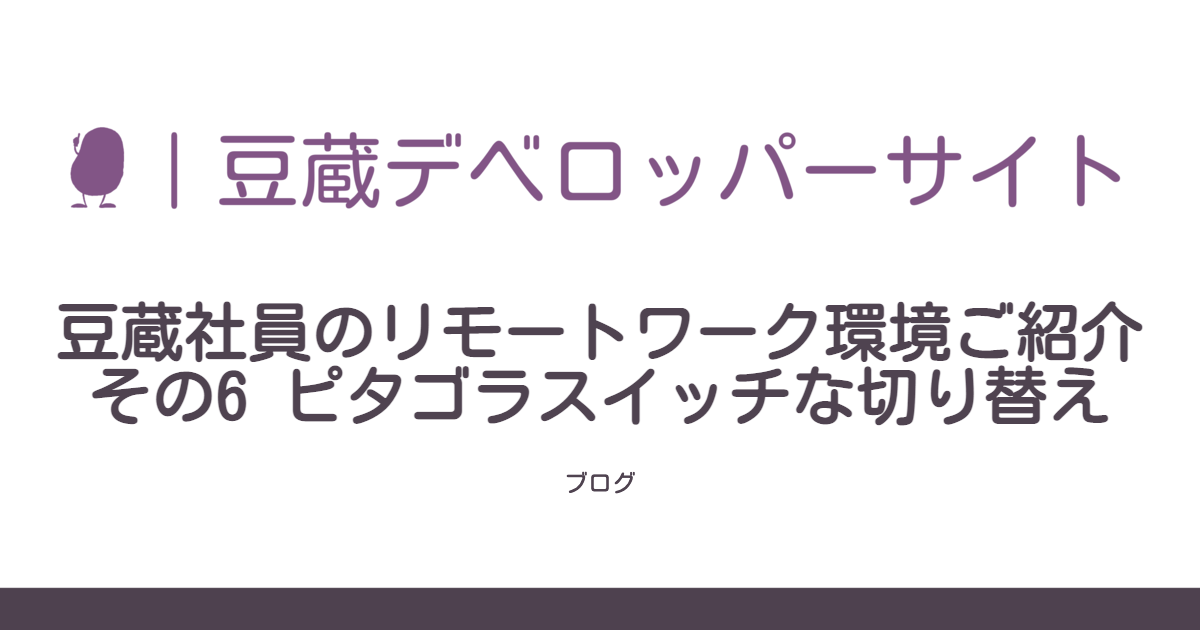 ｜豆蔵デベロッパーサイト
豆蔵社員のリモートワーク環境ご紹介
その6 ピタゴラスイッチな切り替え
ブログ